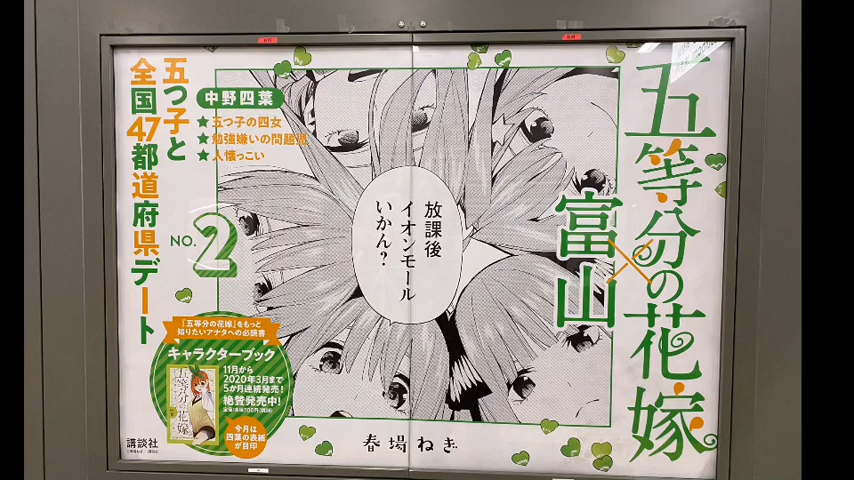 五等分の花嫁
×
富山
五つ子と
全国47都道府県デート
中野四葉
★五つ子の四女
★勉強嫌いの問題児
★人懐っこい
NO.2
放課後
イオンモール
いかん？
『五等分の花嫁』をもっと
知りたいアナタへの必読書
キャラクターブック
11月から
2020年3月まで
5か月連続発売！
絶賛発売中！
五等分の花嫁
今月は
四葉の表紙
が目印
講談社
春場ねぎ